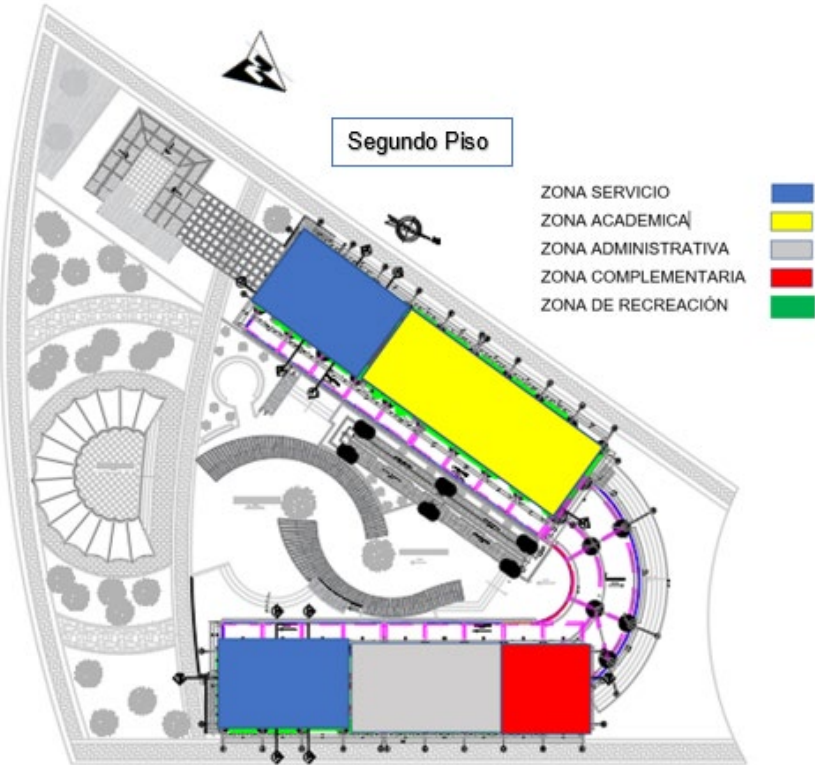 Segundo Piso
ZONA SERVICIO
ZONA ACADEMICA
ZONA ADMINISTRATIVA
ZONA COMPLEMENTARIA
ZONA DE RECREACIÓN